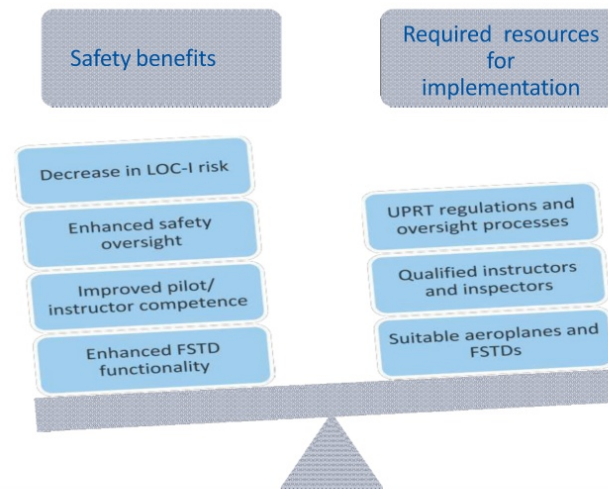 Safety benefits
Required resources
for
implementation
Decrease in LOC-I risk
Enhanced safety
oversight
Improved pilot/
instructor competence
Enhanced FSTD
functionality
UPRT regulations and
oversight processes
Qualified instructors
and inspectors
Suitable aeroplanes and
FSTDs